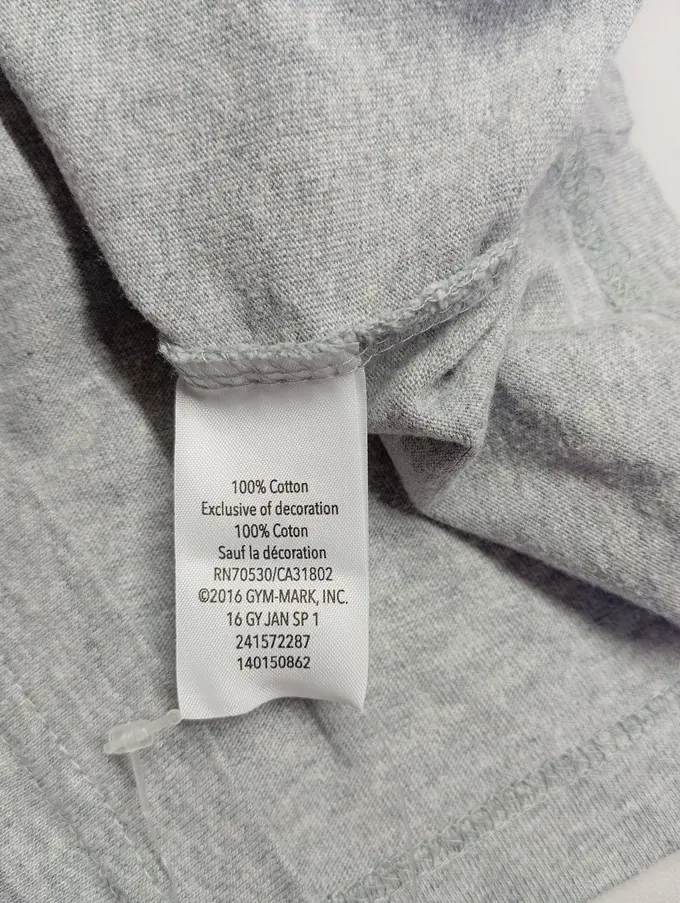 100% Cotton
Exclusive of decoration
100% Coton
Sauf la décoration
RN70530/CA31802
©2016 GYM-MARK, INC.
16 GY JAN SP 1
241572287
140150862